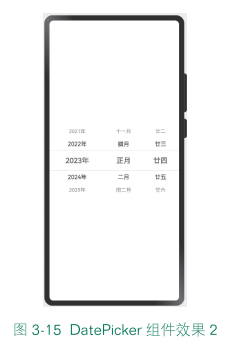 2021年 十一月 廿二
2022年 腊月 廿三
2023年 正月 廿四
2024年 二月 廿五
2025年 闰二月 廿六
图 3-15 DatePicker 组件效果 2